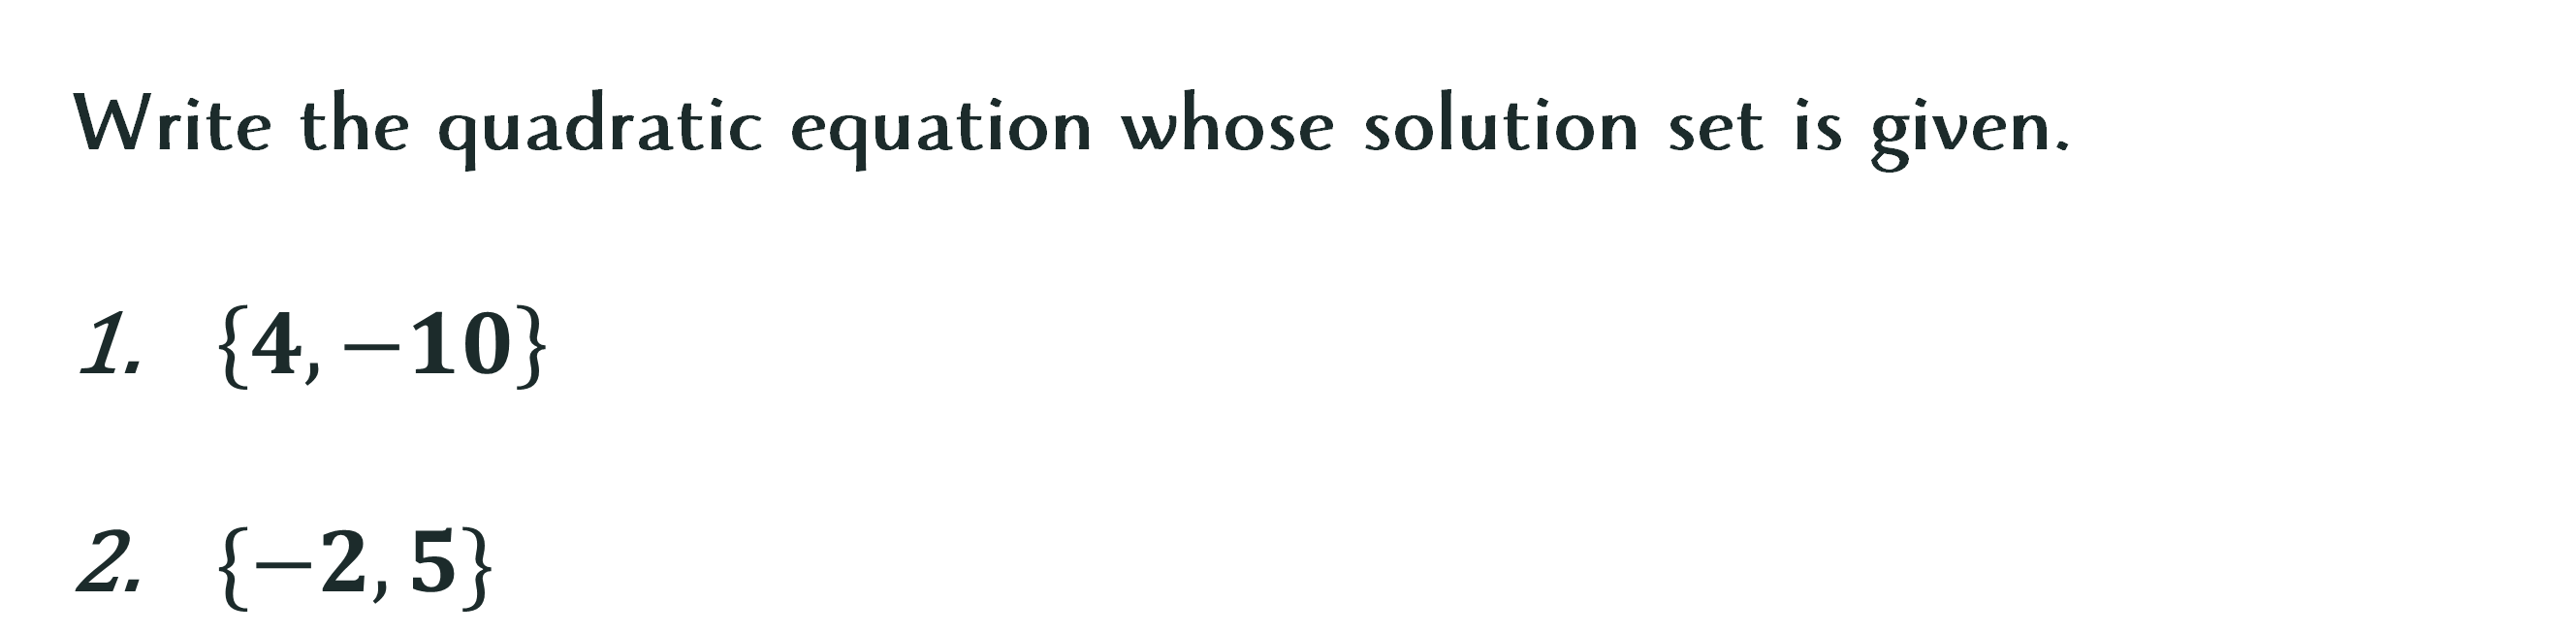 Write the quadratic equation whose solution set is given.
1. {4, −10}
2. {−2, 5}